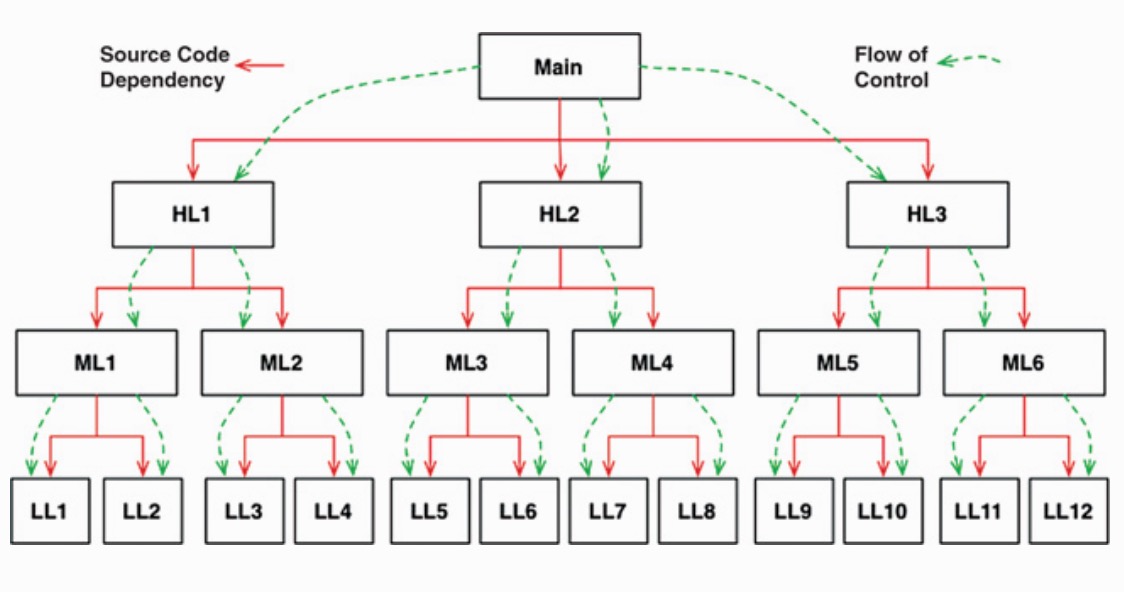 Source Code
Dependency
Main
Flow of
Control
HL1
HL2
HL3
ML1
ML2
ML3
ML4
ML5
ML6
LL1
LL2
LL3
LL4
LL5
LL6
LL7
LL8
LL9
LL10
LL11
LL12